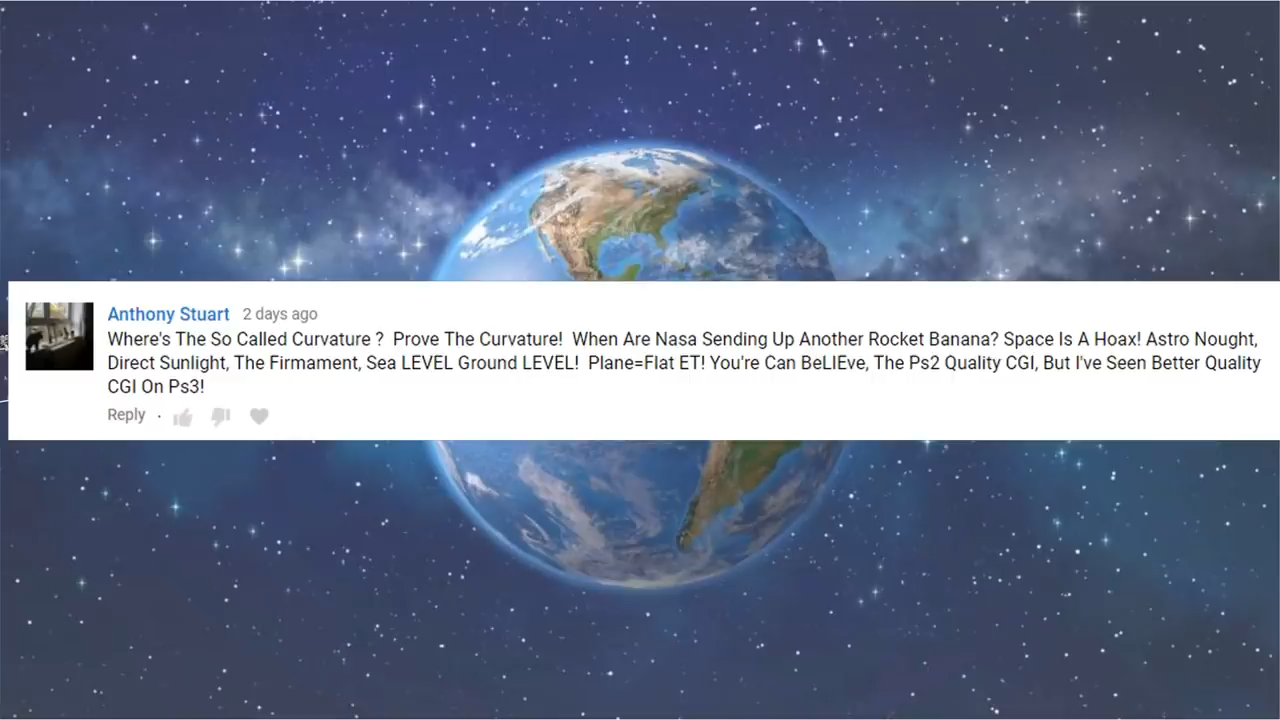 Anthony Stuart 2 days ago
Where's The So Called Curvature ?  Prove The Curvature!  When Are Nasa Sending Up Another Rocket Banana? Space Is A Hoax! Astro Nought,
Direct Sunlight, The Firmament, Sea LEVEL Ground LEVEL!  Plane=Flat ET! You're Can BeLIEve, The Ps2 Quality CGI, But I've Seen Better Quality
CGI On Ps3!
Reply ·